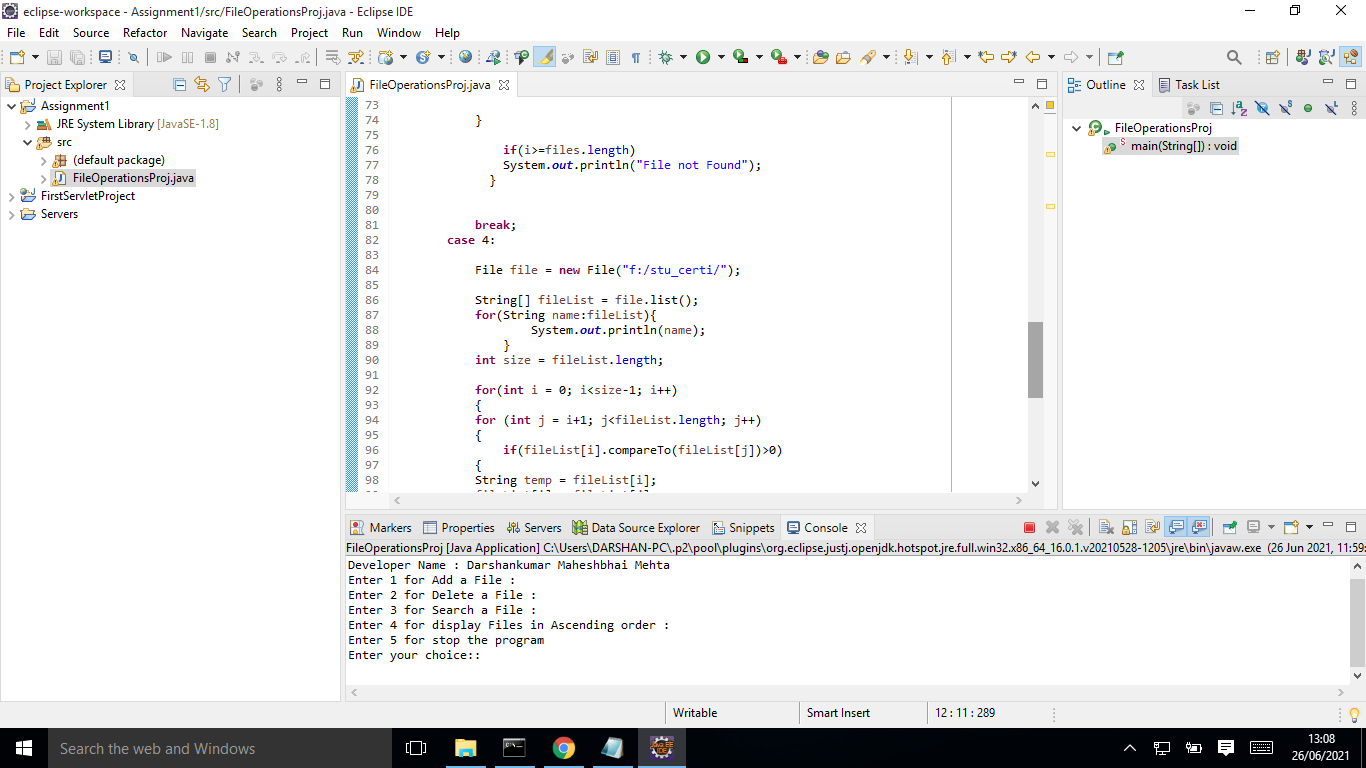 eclipse-workspace - Assignment1/src/FileOperationsProj.java - Eclipse IDE
File Edit Source Refactor Navigate Search Project Run Window Help
Project Explorer
Assignment1
JRE System Library [JavaSE-1.8]
src
(default package)
FileOperationsProj.java
FirstServletProject
Servers
FileOperationsProj.java
73
74 }
75
76 if(i>=files.length)
77 System.out.println("File not Found");
78 }
79
80
81 break;
82 case 4:
83
84 File file = new File("f:/stu_certi/");
85
86 String[] fileList = file.list();
87 for(String name:fileList){
88 System.out.println(name);
89 }
90 int size = fileList.length;
91
92 for(int i = 0; i<size-1; i++)
93 {
94 for (int j = i+1; j<fileList.length; j++)
95 {
96 if(fileList[i].compareTo(fileList[j])>0)
97 {
98 String temp = fileList[i];
Outline Task List
FileOperationsProj
main(String[]) : void
Markers Properties Servers Data Source Explorer Snippets Console
FileOperationsProj [Java Application] C:\Users\DARSHAN-PC\.p2\pool\plugins\org.eclipse.justj.openjdk.hotspot.jre.full.win32.x86_64_16.0.1.v20210528-1205\jre\bin\javaw.exe (26 Jun 2021, 11:59:
Developer Name : Darshankumar Maheshbhai Mehta
Enter 1 for Add a File :
Enter 2 for Delete a File :
Enter 3 for Search a File :
Enter 4 for display Files in Ascending order :
Enter 5 for stop the program
Enter your choice::
Writable Smart Insert 12 : 11 : 289
Search the web and Windows
13:08
26/06/2021